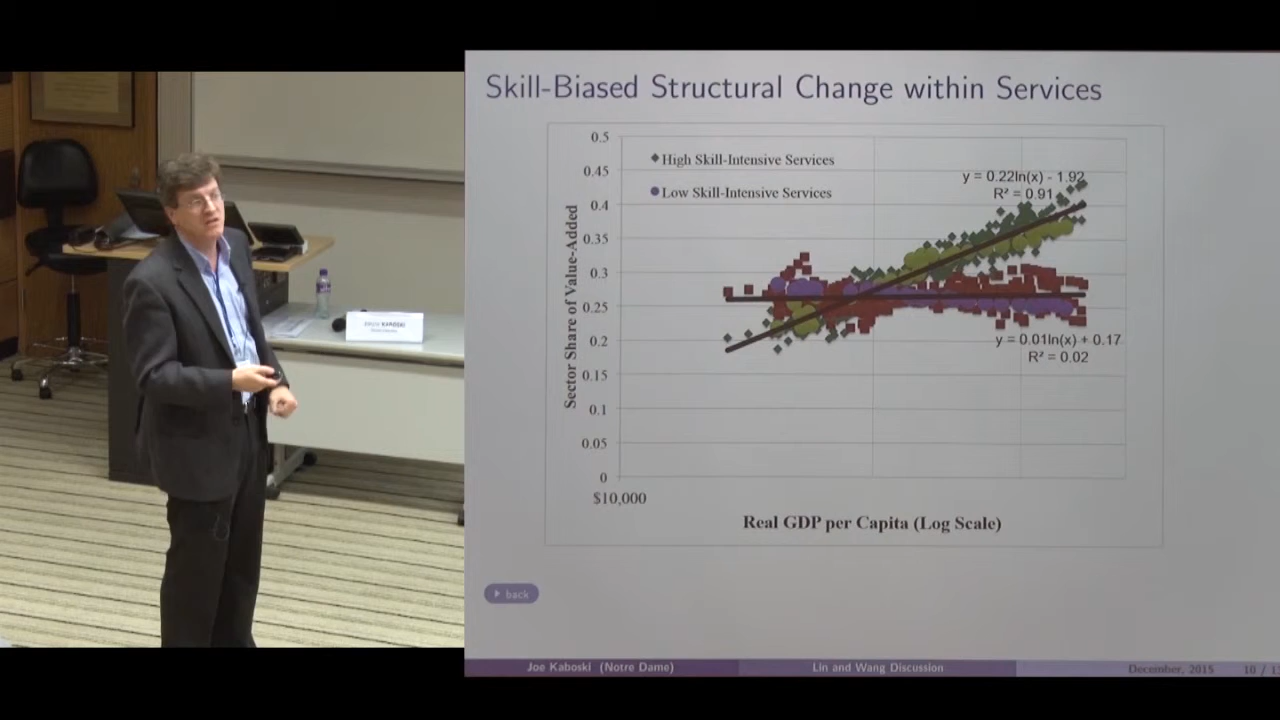 Skill-Biased Structural Change within Services
0.5
0.45
0.4
0.35
0.3
0.25
0.2
0.15
0.1
0.05
0
Sector Share of Value-Added
High Skill-Intensive Services
Low Skill-Intensive Services
y = 0.22ln(x) - 1.92
R² = 0.91
y = 0.01ln(x) + 0.17
R² = 0.02
$10,000
Real GDP per Capita (Log Scale)
back
Joe Kaboski (Notre Dame)
Lin and Wang Discussion
December, 2015
10 / 1